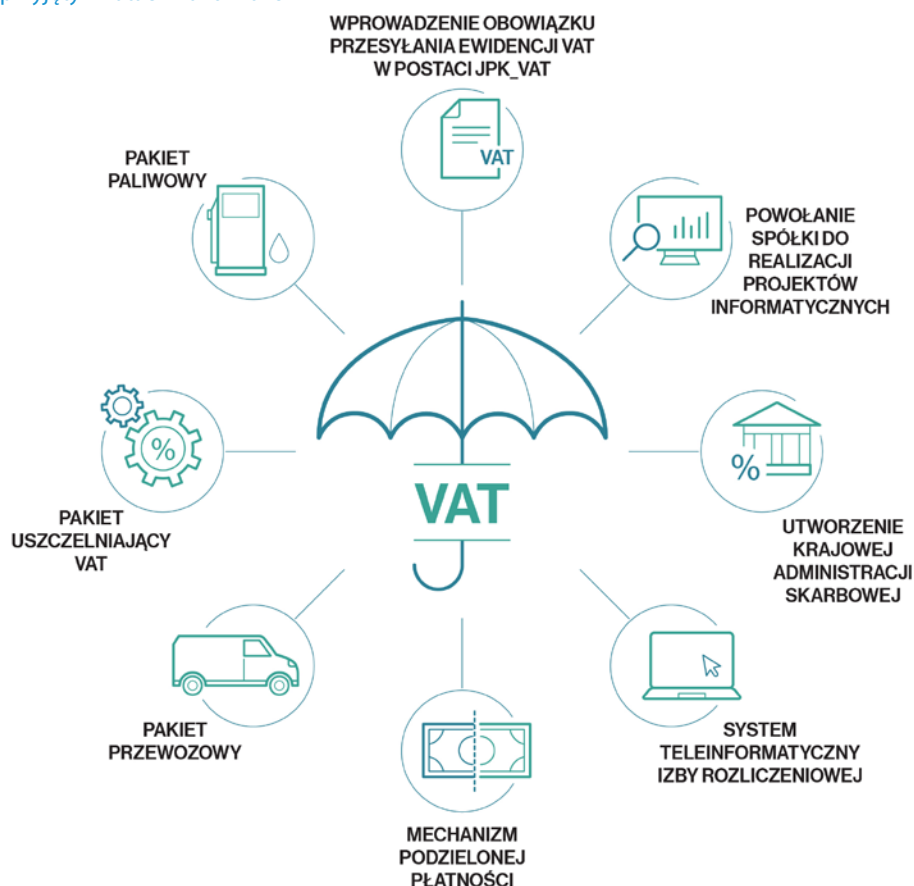 WPROWADZENIE OBOWIĄZKU
PRZESYŁANIA EWIDENCJI VAT
W POSTACI JPK_VAT
VAT
PAKIET
PALIWOWY
POWOŁANIE
SPÓŁKI DO
REALIZACJI
PROJEKTÓW
INFORMATYCZNYCH
%
PAKIET
USZCZELNIAJĄCY
VAT
VAT
%
UTWORZENIE
KRAJOWEJ
ADMINISTRACJI
SKARBOWEJ
PAKIET
PRZEWOZOWY
SYSTEM
TELEINFORMATYCZNY
IZBY ROZLICZENIOWEJ
MECHANIZM
PODZIELONEJ
PŁATNOŚCI